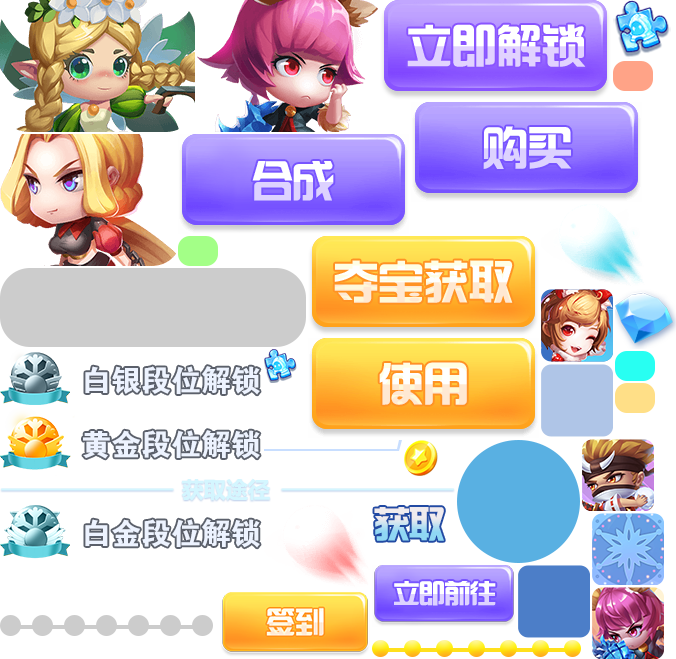 立即解锁
购买
合成
夺宝获取
使用
白银段位解锁
黄金段位解锁
获取途径
白金段位解锁
获取
立即前往
签到